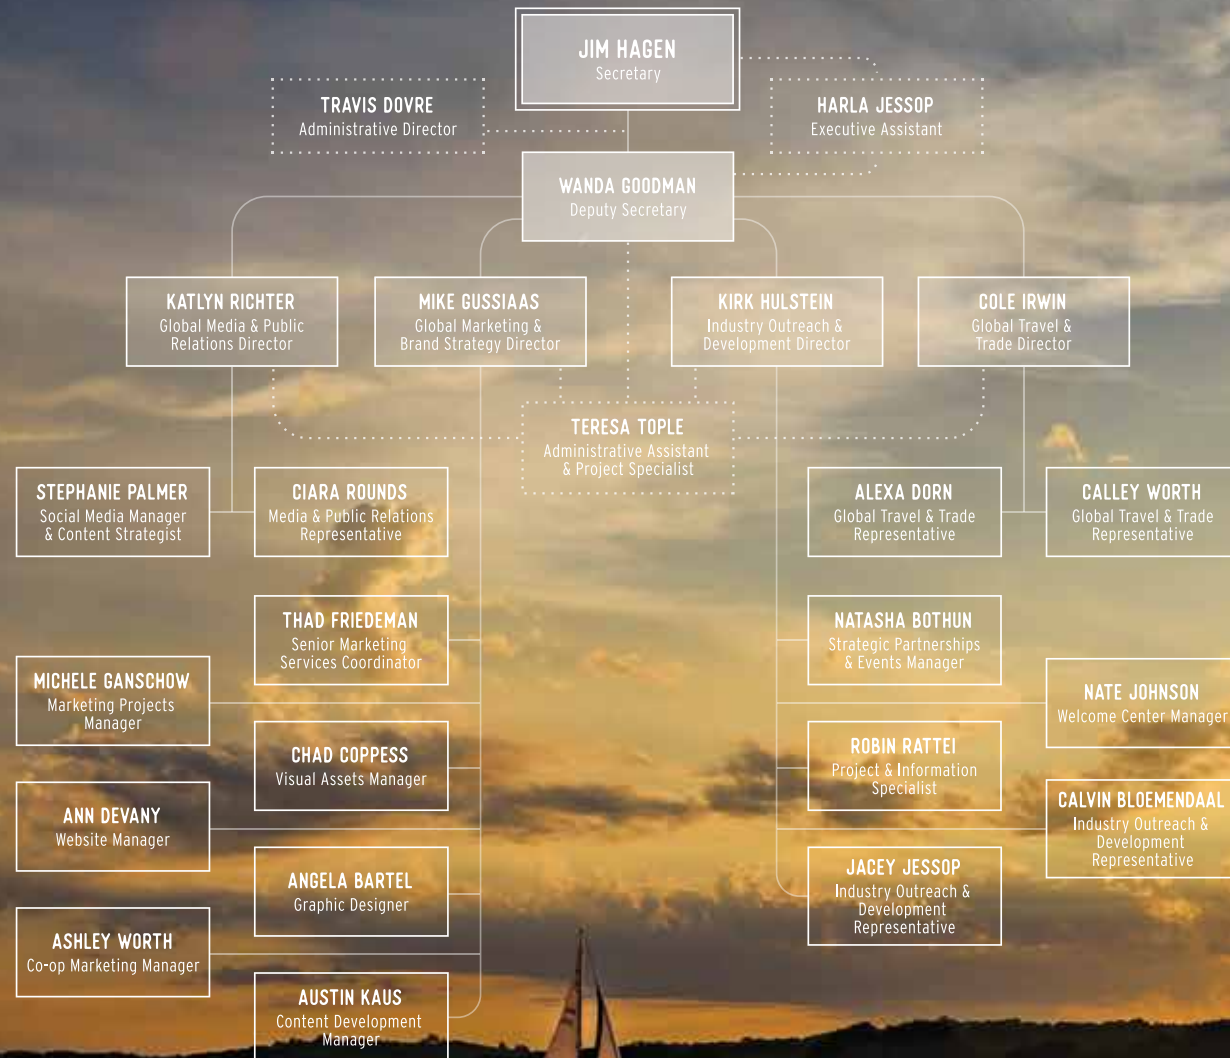 JIM HAGEN
Secretary
TRAVIS DOVRE
Administrative Director
HARLA JESSOP
Executive Assistant
WANDA GOODMAN
Deputy Secretary
KATLYN RICHTER
Global Media & Public
Relations Director
MIKE GUSSIAAS
Global Marketing &
Brand Strategy Director
KIRK HULSTEIN
Industry Outreach &
Development Director
COLE IRWIN
Global Travel &
Trade Director
TERESA TOPLE
Administrative Assistant
& Project Specialist
STEPHANIE PALMER
Social Media Manager
& Content Strategist
CIARA ROUNDS
Media & Public Relations
Representative
ALEXA DORN
Global Travel & Trade
Representative
CALLEY WORTH
Global Travel & Trade
Representative
THAD FRIEDEMAN
Senior Marketing
Services Coordinator
NATASHA BOTHUN
Strategic Partnerships
& Events Manager
MICHELE GANSCHOW
Marketing Projects
Manager
NATE JOHNSON
Welcome Center Manager
CHAD COPPESS
Visual Assets Manager
ROBIN RATTEI
Project & Information
Specialist
ANN DEVANY
Website Manager
CALVIN BLOEMENDAAL
Industry Outreach &
Development
Representative
ANGELA BARTEL
Graphic Designer
JACEY JESSOP
Industry Outreach &
Development
Representative
ASHLEY WORTH
Co-op Marketing Manager
AUSTIN KAUS
Content Development
Manager